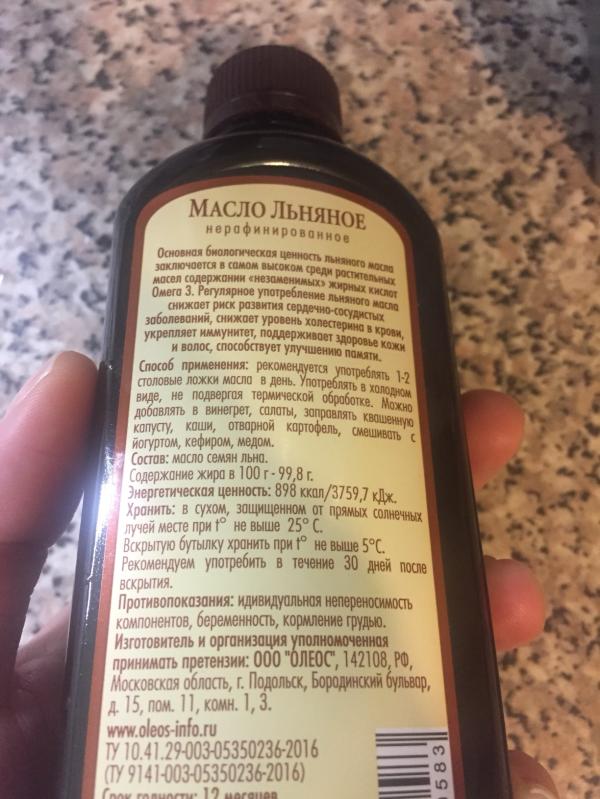 Масло Льняное
нерафинированное
Основная биологическая ценность льняного масла
заключается в самом высоком среди растительных
масел содержании «незаменимых» жирных кислот
Омега 3. Регулярное употребление льняного масла
снижает риск развития сердечно-сосудистых
заболеваний, снижает уровень холестерина в крови,
укрепляет иммунитет, поддерживает здоровье кожи
и волос, способствует улучшению памяти.
Способ применения: рекомендуется употреблять 1-2
столовые ложки масла в день. Употреблять в холодном
виде, не подвергая термической обработке. Можно
добавлять в винегрет, салаты, заправлять квашенную
капусту, каши, отварной картофель, смешивать с
йогуртом, кефиром, медом.
Состав: масло семян льна.
Содержание жира в 100 г - 99,8 г.
Энергетическая ценность: 898 ккал/3759,7 кДж.
Хранить: в сухом, защищенном от прямых солнечных
лучей месте при t° не выше 25° С.
Вскрытую бутылку хранить при t° не выше 5°С.
Рекомендуем употребить в течение 30 дней после
вскрытия.
Противопоказания: идивидуальная непереносимость
компонентов, беременность, кормление грудью.
Изготовитель и организация уполномоченная
принимать претензии: ООО "ОЛЕОС", 142108, РФ,
Московская область, г. Подольск, Бородинский бульвар,
д. 15, пом. 11, комн. 1, 3.
www.oleos-info.ru
ТУ 10.41.29-003-05350236-2016
(ТУ 9141-003-05350236-2016)
Срок годности: 12 месяцев